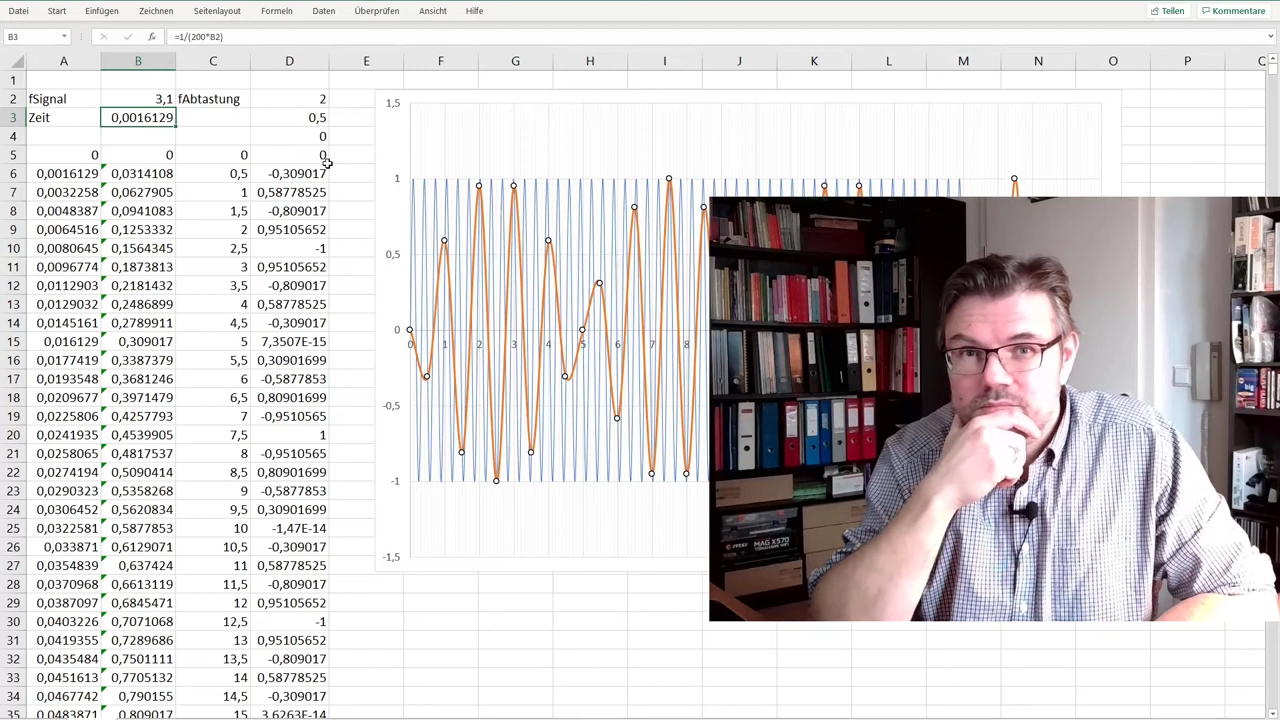 Datei Start Einfügen Zeichnen Seitenlayout Formeln Daten Überprüfen Ansicht Hilfe Teilen Kommentare
B3 fx =1/(200*B2)
A B C D E F G H I J K L M N O P
1
2 fSignal 3,1 fAbtastung 2
3 Zeit 0,0016129 0,5
4 0
5 0 0 0 0
6 0,0016129 0,0314108 0,5 -0,309017
7 0,0032258 0,0627905 1 0,58778525
8 0,0048387 0,0941083 1,5 -0,809017
9 0,0064516 0,1253332 2 0,95105652
10 0,0080645 0,1564345 2,5 -1
11 0,0096774 0,1873813 3 0,95105652
12 0,0112903 0,2181432 3,5 -0,809017
13 0,0129032 0,2486899 4 0,58778525
14 0,0145161 0,2789911 4,5 -0,309017
15 0,016129 0,309017 5 7,3507E-15
16 0,0177419 0,3387379 5,5 0,30901699
17 0,0193548 0,3681246 6 -0,5877853
18 0,0209677 0,3971479 6,5 0,80901699
19 0,0225806 0,4257793 7 -0,9510565
20 0,0241935 0,4539905 7,5 1
21 0,0258065 0,4817537 8 -0,9510565
22 0,0274194 0,5090414 8,5 0,80901699
23 0,0290323 0,5358268 9 -0,5877853
24 0,0306452 0,5620834 9,5 0,30901699
25 0,0322581 0,5877853 10 -1,47E-14
26 0,033871 0,6129071 10,5 -0,309017
27 0,0354839 0,637424 11 0,58778525
28 0,0370968 0,6613119 11,5 -0,809017
29 0,0387097 0,6845471 12 0,95105652
30 0,0403226 0,7071068 12,5 -1
31 0,0419355 0,7289686 13 0,95105652
32 0,0435484 0,7501111 13,5 -0,809017
33 0,0451613 0,7705132 14 0,58778525
34 0,0467742 0,790155 14,5 -0,309017
35 0,0483871 0,809017 15 3,6263E-14
1,5
1
0,5
0
0 1 2 3 4 5 6 7 8
-0,5
-1
-1,5
MAG X570